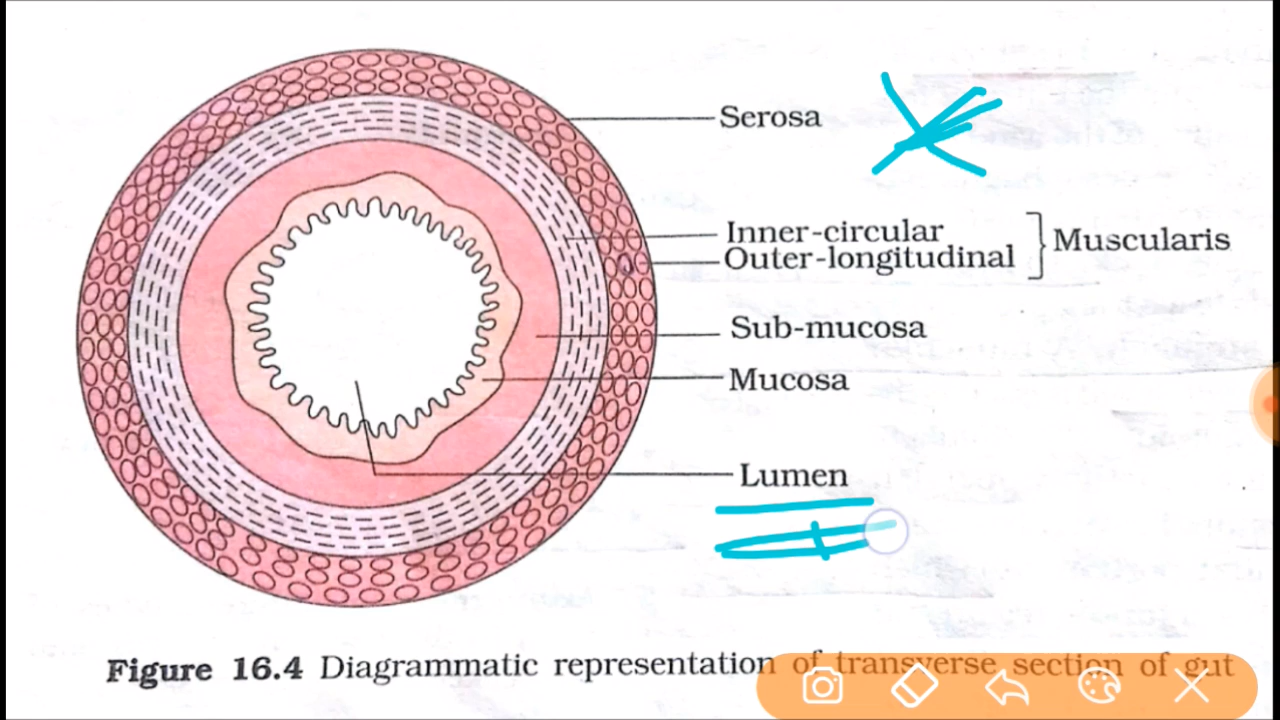 Serosa
Inner-circular
Outer-longitudinal
Muscularis
Sub-mucosa
Mucosa
Lumen
Figure 16.4 Diagrammatic representation of transverse section of gut